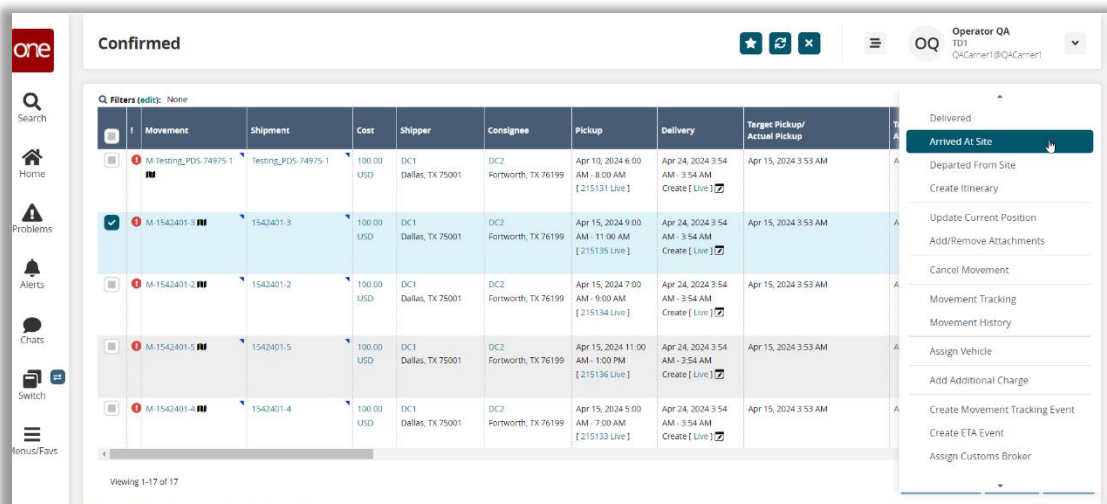 one
Confirmed
OQ
Operator QA
TD1
QACarrier1@QACarrier1
Search
Home
Problems
Alerts
Chats
Switch
Menus/Favs
Filters (edit): None
! Movement Shipment Cost Shipper Consignee Pickup Delivery Target Pickup/
Actual Pickup
M-Testing_PDS-74975-1 Testing_PDS-74975-1 100.00 DC1 DC2 Apr 10, 2024 6:00 Apr 24, 2024 3:54 Apr 15, 2024 3:53 AM
USD Dallas, TX 75001 Fortworth, TX 76199 AM - 8:00 AM AM - 3:54 AM
[ 215131 Live ] Create [ Live ]
M-1542401-3 1542401-3 100.00 DC1 DC2 Apr 15, 2024 9:00 Apr 24, 2024 3:54 Apr 15, 2024 3:53 AM
USD Dallas, TX 75001 Fortworth, TX 76199 AM - 11:00 AM AM - 3:54 AM
[ 215135 Live ] Create [ Live ]
M-1542401-2 1542401-2 100.00 DC1 DC2 Apr 15, 2024 7:00 Apr 24, 2024 3:54 Apr 15, 2024 3:53 AM
USD Dallas, TX 75001 Fortworth, TX 76199 AM - 9:00 AM AM - 3:54 AM
[ 215134 Live ] Create [ Live ]
M-1542401-5 1542401-5 100.00 DC1 DC2 Apr 15, 2024 11:00 Apr 24, 2024 3:54 Apr 15, 2024 3:53 AM
USD Dallas, TX 75001 Fortworth, TX 76199 AM - 1:00 PM AM - 3:54 AM
[ 215136 Live ] Create [ Live ]
M-1542401-4 1542401-4 100.00 DC1 DC2 Apr 15, 2024 5:00 Apr 24, 2024 3:54 Apr 15, 2024 3:53 AM
USD Dallas, TX 75001 Fortworth, TX 76199 AM - 7:00 AM AM - 3:54 AM
[ 215133 Live ] Create [ Live ]
Viewing 1-17 of 17
Delivered
Arrived At Site
Departed From Site
Create Itinerary
Update Current Position
Add/Remove Attachments
Cancel Movement
Movement Tracking
Movement History
Assign Vehicle
Add Additional Charge
Create Movement Tracking Event
Create ETA Event
Assign Customs Broker